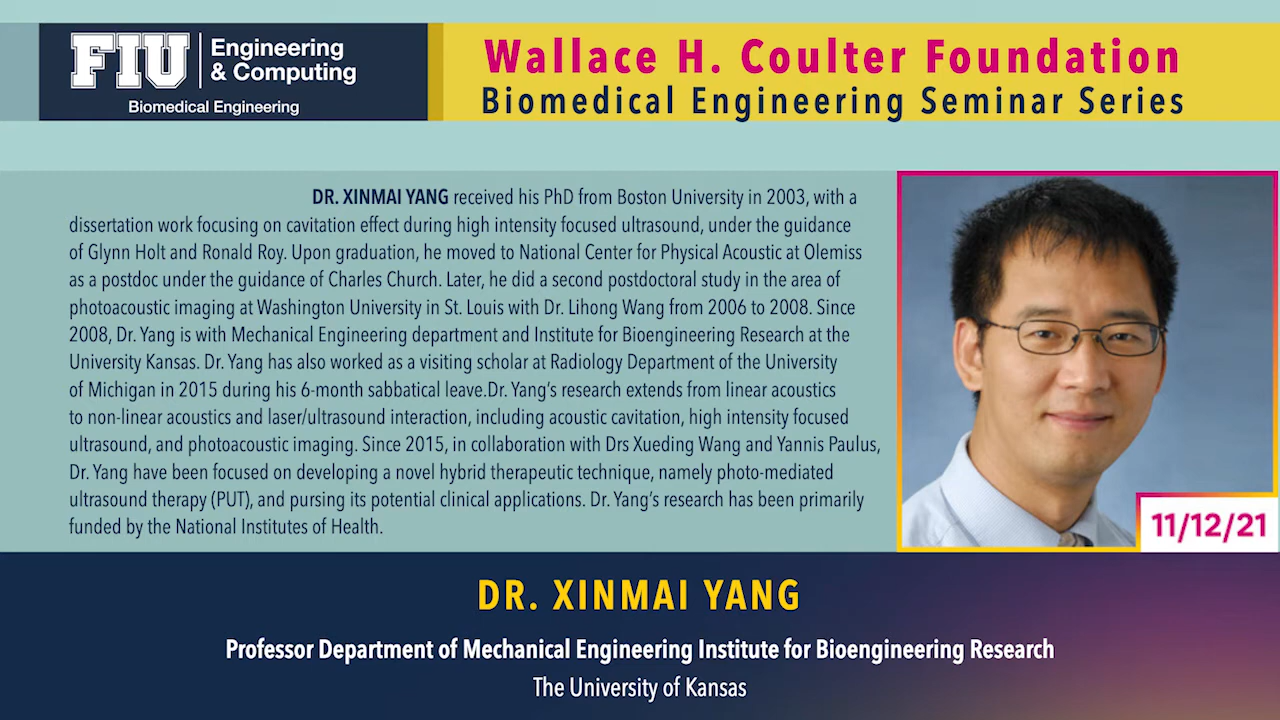 FIU
Engineering
& Computing
Biomedical Engineering
Wallace H. Coulter Foundation
Biomedical Engineering Seminar Series
DR. XINMAI YANG received his PhD from Boston University in 2003, with a
dissertation work focusing on cavitation effect during high intensity focused ultrasound, under the guidance
of Glynn Holt and Ronald Roy. Upon graduation, he moved to National Center for Physical Acoustic at Olemiss
as a postdoc under the guidance of Charles Church. Later, he did a second postdoctoral study in the area of
photoacoustic imaging at Washington University in St. Louis with Dr. Lihong Wang from 2006 to 2008. Since
2008, Dr. Yang is with Mechanical Engineering department and Institute for Bioengineering Research at the
University Kansas. Dr. Yang has also worked as a visiting scholar at Radiology Department of the University
of Michigan in 2015 during his 6-month sabbatical leave.Dr. Yang’s research extends from linear acoustics
to non-linear acoustics and laser/ultrasound interaction, including acoustic cavitation, high intensity focused
ultrasound, and photoacoustic imaging. Since 2015, in collaboration with Drs Xueding Wang and Yannis Paulus,
Dr. Yang have been focused on developing a novel hybrid therapeutic technique, namely photo-mediated
ultrasound therapy (PUT), and pursing its potential clinical applications. Dr. Yang’s research has been primarily
funded by the National Institutes of Health.
11/12/21
DR. XINMAI YANG
Professor Department of Mechanical Engineering Institute for Bioengineering Research
The University of Kansas